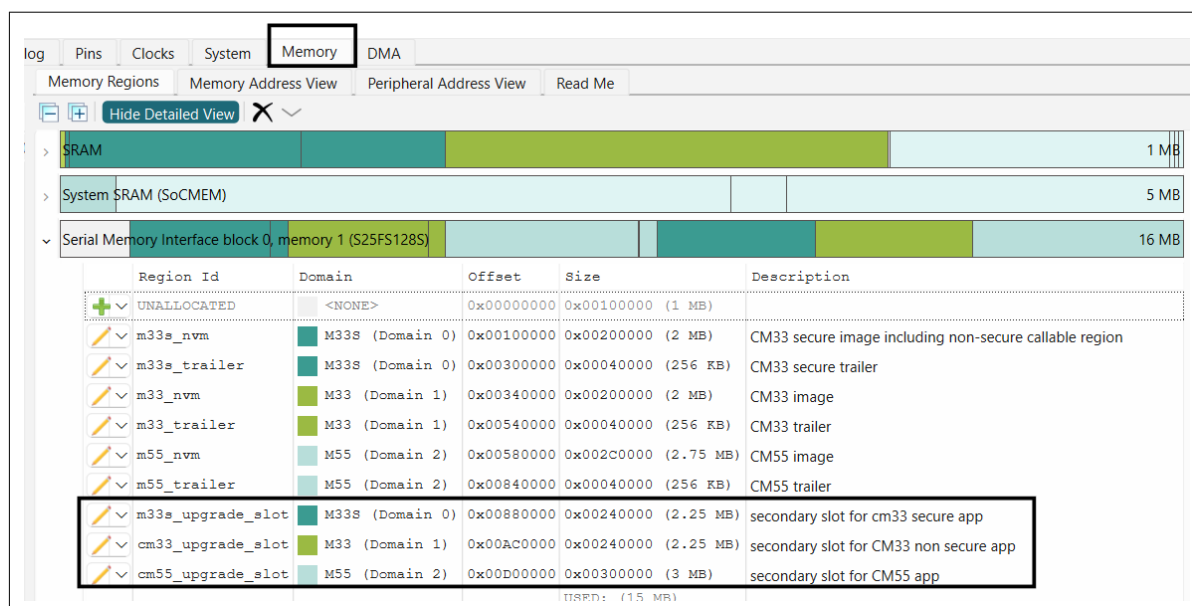 log Pins Clocks System Memory DMA
Memory Regions Memory Address View Peripheral Address View Read Me
Hide Detailed View
SRAM 1 MB
System SRAM (SoCMEM) 5 MB
Serial Memory Interface block 0, memory 1 (S25FS128S) 16 MB
Region Id Domain Offset Size Description
UNALLOCATED <NONE> 0x00000000 0x00100000 (1 MB)
m33s_nvm M33S (Domain 0) 0x00100000 0x00200000 (2 MB) CM33 secure image including non-secure callable region
m33s_trailer M33S (Domain 0) 0x00300000 0x00040000 (256 KB) CM33 secure trailer
m33_nvm M33 (Domain 1) 0x00340000 0x00200000 (2 MB) CM33 image
m33_trailer M33 (Domain 1) 0x00540000 0x00040000 (256 KB) CM33 trailer
m55_nvm M55 (Domain 2) 0x00580000 0x002C0000 (2.75 MB) CM55 image
m55_trailer M55 (Domain 2) 0x00840000 0x00040000 (256 KB) CM55 trailer
m33s_upgrade_slot M33S (Domain 0) 0x00880000 0x00240000 (2.25 MB) secondary slot for cm33 secure app
cm33_upgrade_slot M33 (Domain 1) 0x00AC0000 0x00240000 (2.25 MB) secondary slot for CM33 non secure app
cm55_upgrade_slot M55 (Domain 2) 0x00D00000 0x00300000 (3 MB) secondary slot for CM55 app
USED: (15 MB)